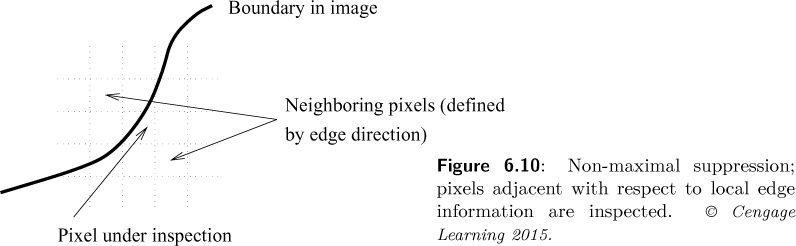 Boundary in image
Neighboring pixels (defined
by edge direction)
Pixel under inspection
Figure 6.10: Non-maximal suppression;
pixels adjacent with respect to local edge
information are inspected. © Cengage
Learning 2015.